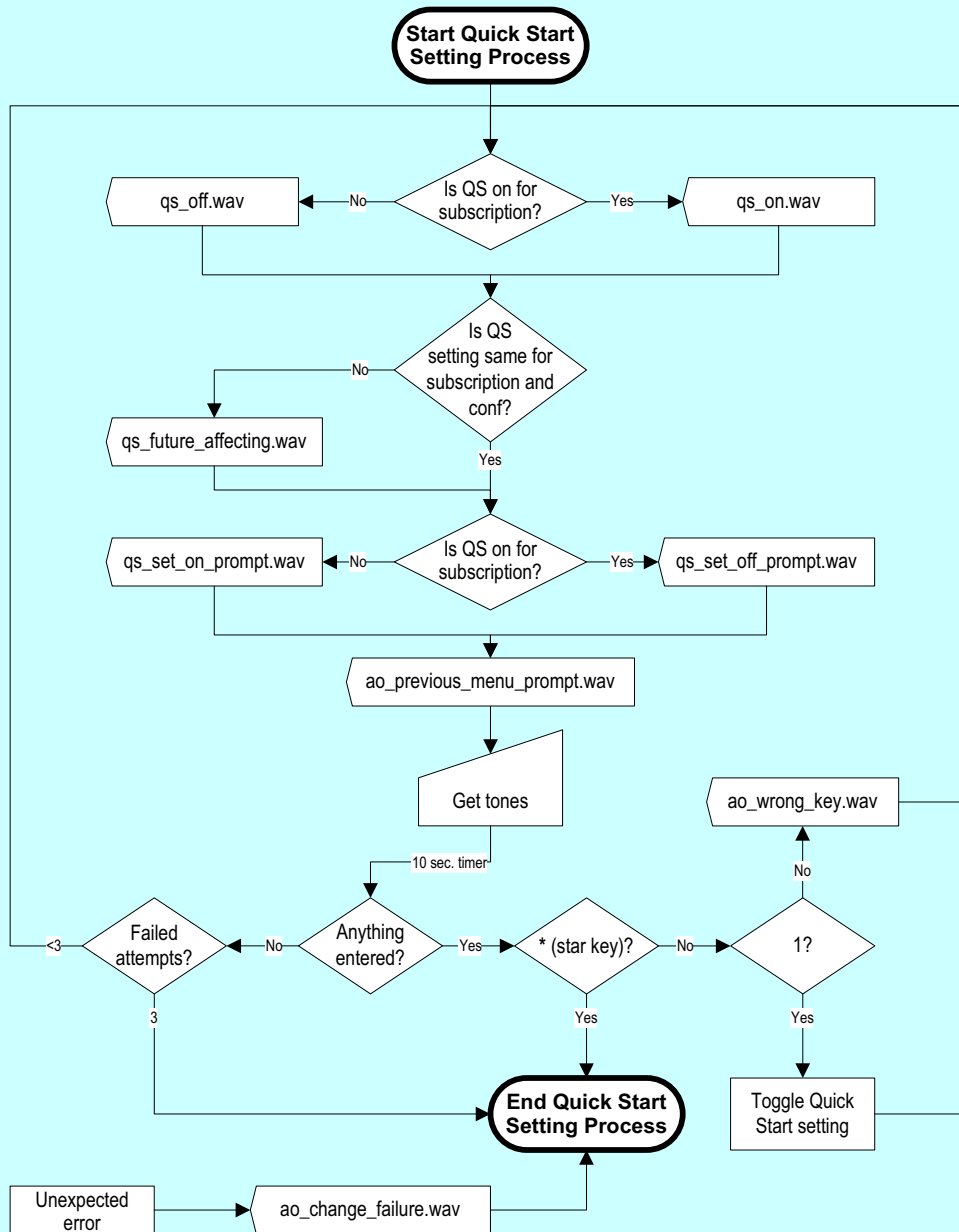 Start Quick Start
Setting Process
Is QS on for
subscription?
No
Yes
qs_off.wav
qs_on.wav
Is QS
setting same for
subscription and
conf?
No
qs_future_affecting.wav
Yes
Is QS on for
subscription?
No
Yes
qs_set_on_prompt.wav
qs_set_off_prompt.wav
ao_previous_menu_prompt.wav
Get tones
10 sec. timer
ao_wrong_key.wav
No
<3
Failed
attempts?
No
Anything
entered?
Yes
* (star key)?
No
1?
3
Yes
Yes
End Quick Start
Setting Process
Toggle Quick
Start setting
Unexpected
error
ao_change_failure.wav